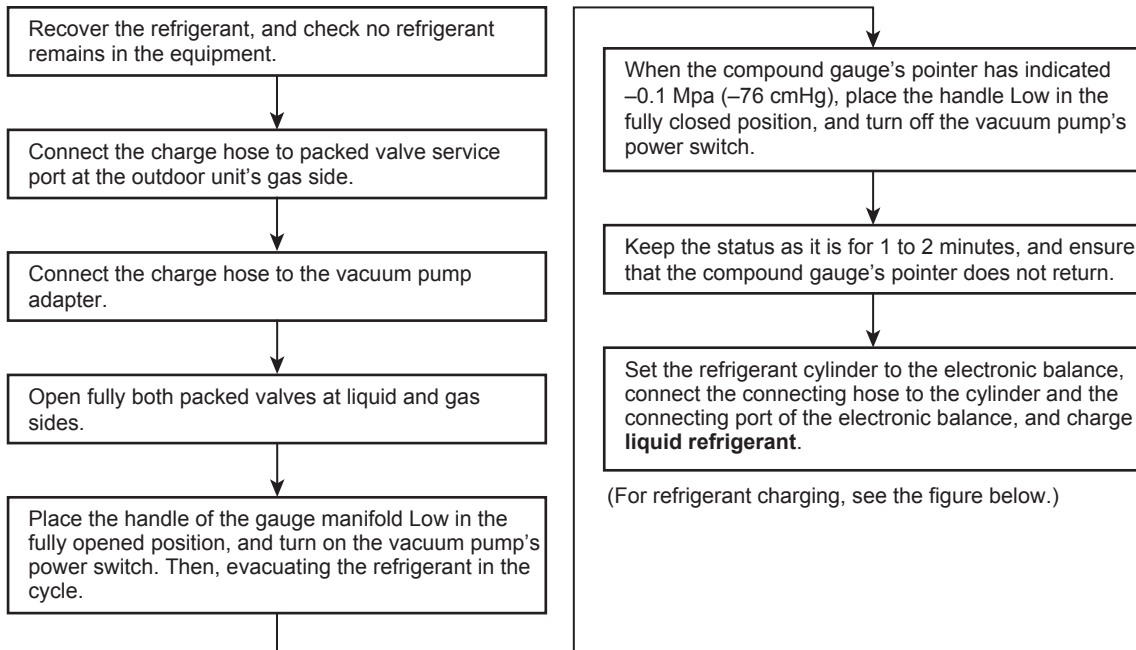 Recover the refrigerant, and check no refrigerant
remains in the equipment.
Connect the charge hose to packed valve service
port at the outdoor unit's gas side.
Connect the charge hose to the vacuum pump
adapter.
Open fully both packed valves at liquid and gas
sides.
Place the handle of the gauge manifold Low in the
fully opened position, and turn on the vacuum pump's
power switch. Then, evacuating the refrigerant in the
cycle.
When the compound gauge's pointer has indicated
–0.1 Mpa (–76 cmHg), place the handle Low in the
fully closed position, and turn off the vacuum pump's
power switch.
Keep the status as it is for 1 to 2 minutes, and ensure
that the compound gauge's pointer does not return.
Set the refrigerant cylinder to the electronic balance,
connect the connecting hose to the cylinder and the
connecting port of the electronic balance, and charge
liquid refrigerant.
(For refrigerant charging, see the figure below.)